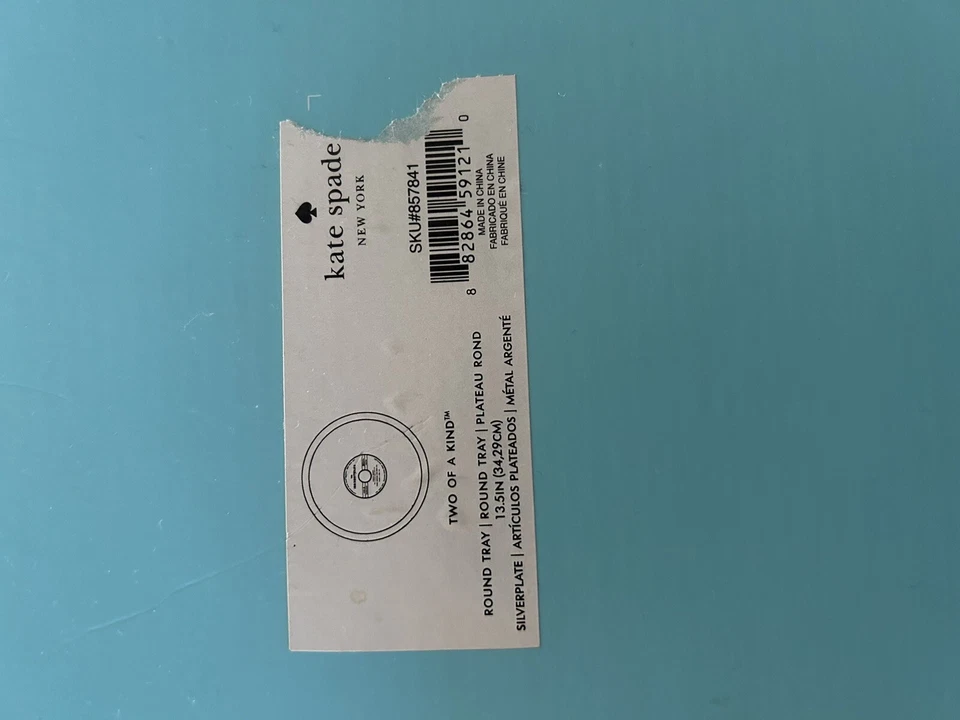 kate spade
NEW YORK
SKU#857841
8 82864 59121 0
MADE IN CHINA
FABRICADO EN CHINA
FABRIQUÉ EN CHINE
TWO OF A KIND™
ROUND TRAY | ROUND TRAY | PLATEAU ROND
13.5IN (34,29CM)
SILVERPLATE | ARTÍCULOS PLATEADOS | MÉTAL ARGENTÉ